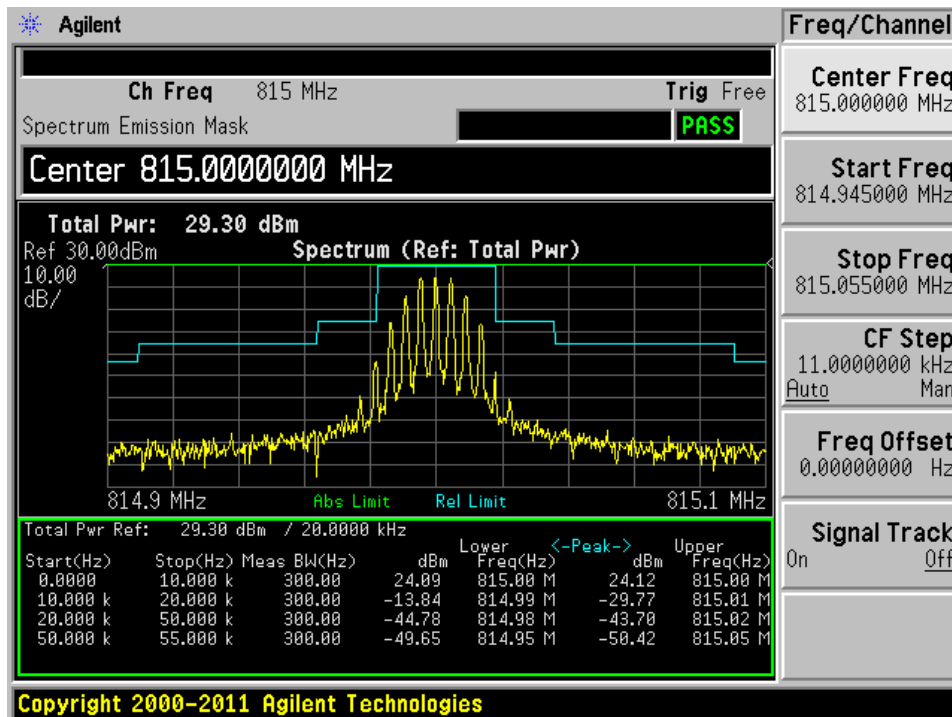 Agilent
Freq/Channel
Ch Freq 815 MHz
Trig Free
Spectrum Emission Mask
PASS
Center 815.0000000 MHz
Total Pwr: 29.30 dBm
Ref 30.00dBm
Spectrum (Ref: Total Pwr)
10.00
dB/
814.9 MHz
Abs Limit
Rel Limit
815.1 MHz
Total Pwr Ref: 29.30 dBm / 20.0000 kHz
Lower <-Peak-> Upper
Start(Hz) Stop(Hz) Meas BW(Hz) dBm Freq(Hz) dBm Freq(Hz)
0.0000 10.000 k 300.00 24.09 815.00 M 24.12 815.00 M
10.000 k 20.000 k 300.00 -13.84 814.99 M -29.77 815.01 M
20.000 k 50.000 k 300.00 -44.78 814.98 M -43.70 815.02 M
50.000 k 55.000 k 300.00 -49.65 814.95 M -50.42 815.05 M
Copyright 2000-2011 Agilent Technologies
Center Freq
815.000000 MHz
Start Freq
814.945000 MHz
Stop Freq
815.055000 MHz
CF Step
11.0000000 kHz
Auto Man
Freq Offset
0.00000000 Hz
Signal Track
On Off